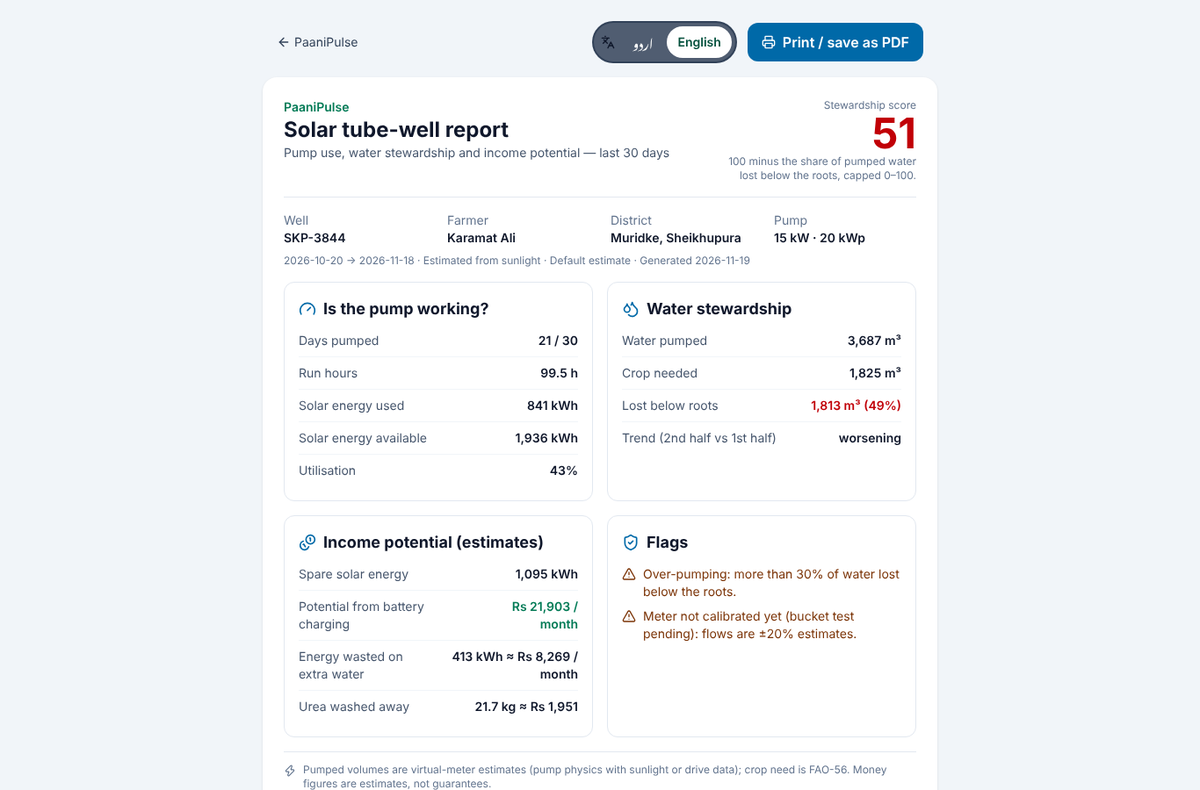 PaaniPulse
اردو
English
Print / save as PDF
PaaniPulse
Solar tube-well report
Pump use, water stewardship and income potential — last 30 days
Stewardship score
51
100 minus the share of pumped water
lost below the roots, capped 0–100.
Well
SKP-3844
Farmer
Karamat Ali
District
Muridke, Sheikhupura
Pump
15 kW · 20 kWp
2026-10-20 → 2026-11-18 · Estimated from sunlight · Default estimate · Generated 2026-11-19
Is the pump working?
Days pumped 21 / 30
Run hours 99.5 h
Solar energy used 841 kWh
Solar energy available 1,936 kWh
Utilisation 43%
Water stewardship
Water pumped 3,687 m³
Crop needed 1,825 m³
Lost below roots 1,813 m³ (49%)
Trend (2nd half vs 1st half) worsening
Income potential (estimates)
Spare solar energy 1,095 kWh
Potential from battery Rs 21,903 /
charging month
Energy wasted on 413 kWh ≈ Rs 8,269 /
extra water month
Urea washed away 21.7 kg ≈ Rs 1,951
Flags
Over-pumping: more than 30% of water lost
below the roots.
Meter not calibrated yet (bucket test
pending): flows are ±20% estimates.
Pumped volumes are virtual-meter estimates (pump physics with sunlight or drive data); crop need is FAO-56. Money
figures are estimates, not guarantees.